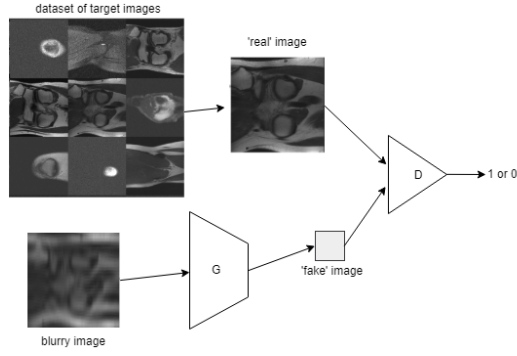 dataset of target images
'real' image
D
1 or 0
G
'fake' image
blurry image